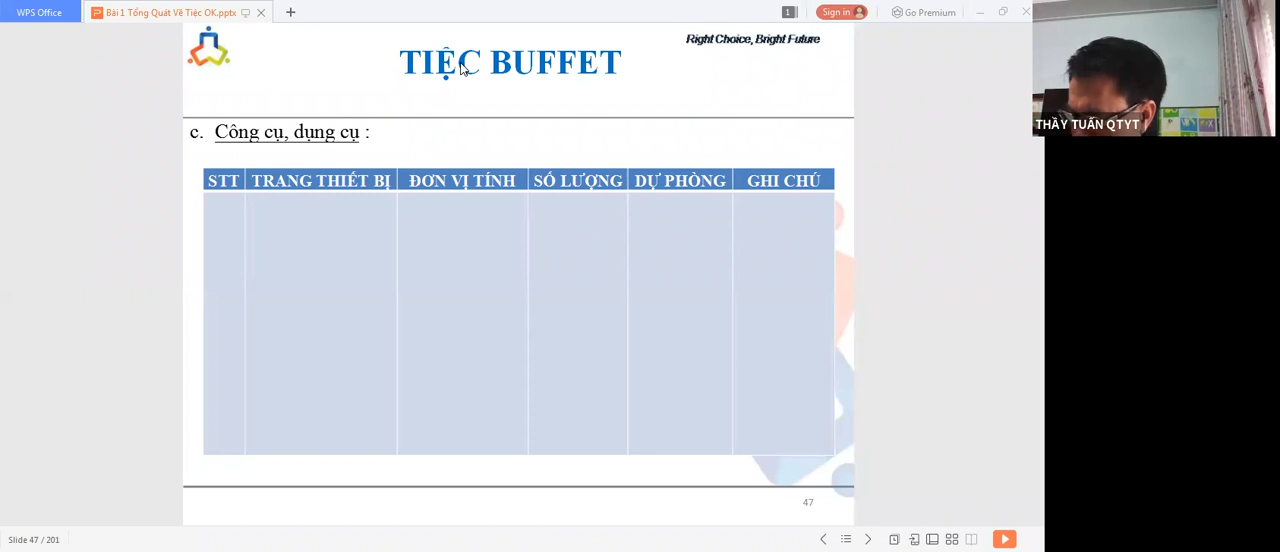 WPS Office
Bài 1 Tổng Quát Về Tiệc OK.pptx
1
Sign in
Go Premium
Right Choice, Bright Future
TIỆC BUFFET
THẦY TUẤN QTYT
c. Công cụ, dụng cụ :
STT TRANG THIẾT BỊ ĐƠN VỊ TÍNH SỐ LƯỢNG DỰ PHÒNG GHI CHÚ
47
Slide 47 / 201